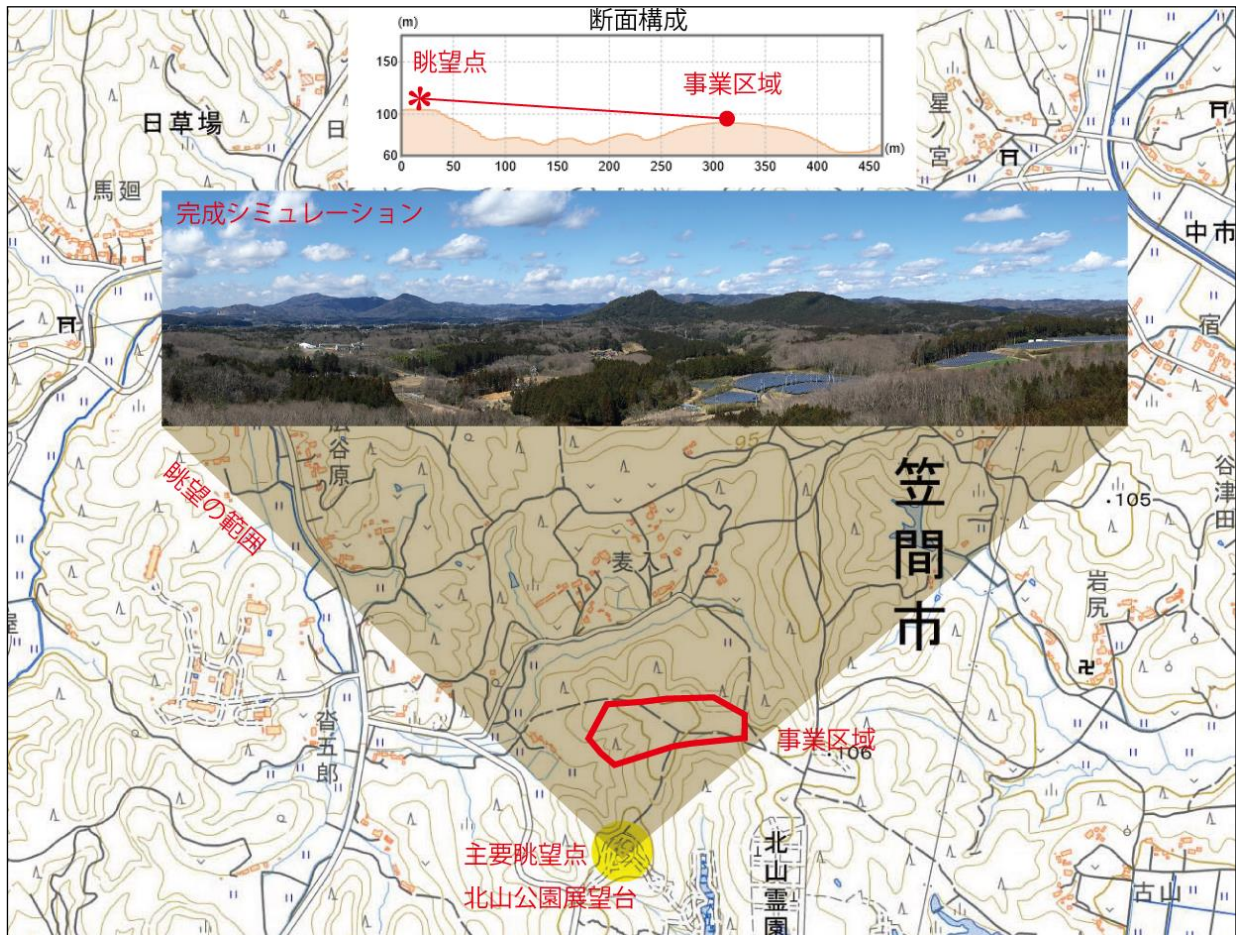 断面構成
(m)
150
100
60
0
50
100
150
200
250
300
350
400
460
(m)
眺望点
事業区域
日草場
日
馬廻
星ノ宮
完成シミュレーション
中市
宿
広谷原
95
笠間市
谷津田
105
眺望の範囲
麦入
岩尻
屋
沓五郎
事業区域
106
主要眺望点
北山公園展望台
北山霊園
古山